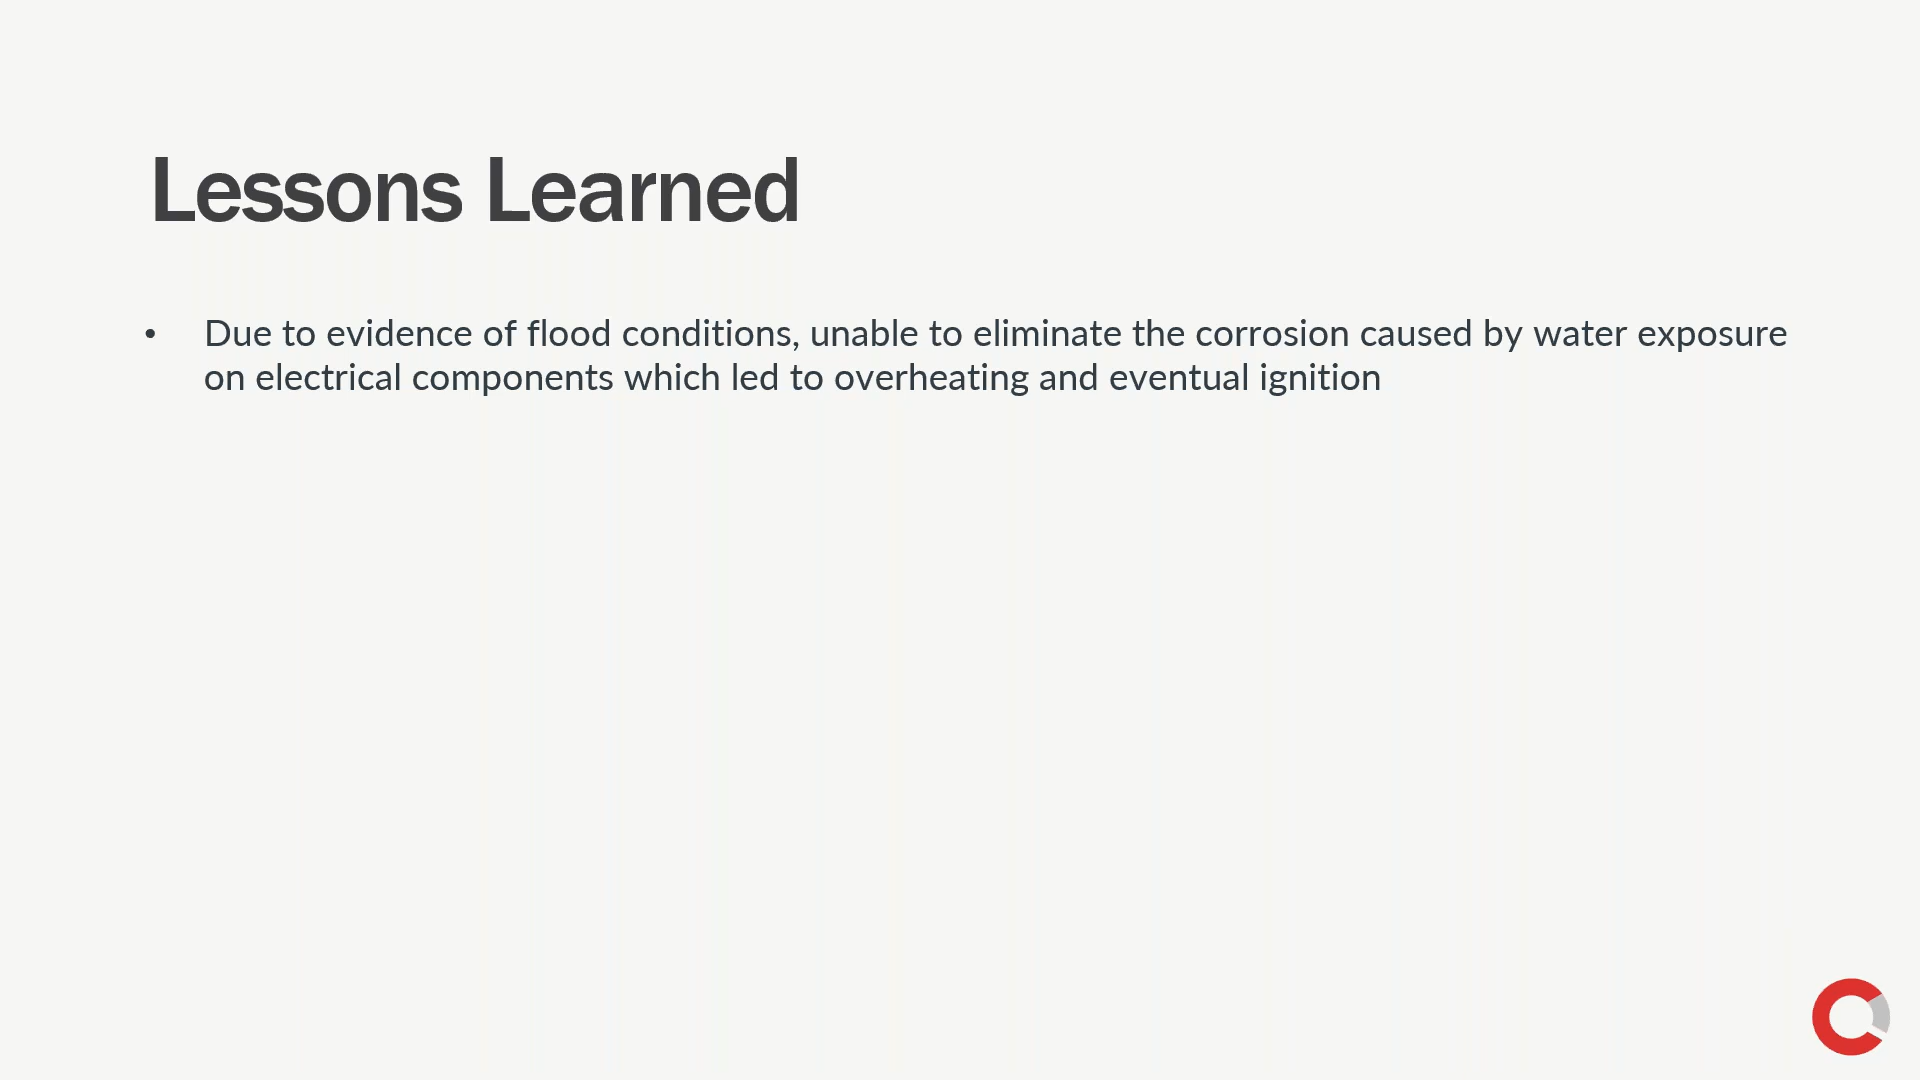 Lessons Learned
• Due to evidence of flood conditions, unable to eliminate the corrosion caused by water exposure
on electrical components which led to overheating and eventual ignition